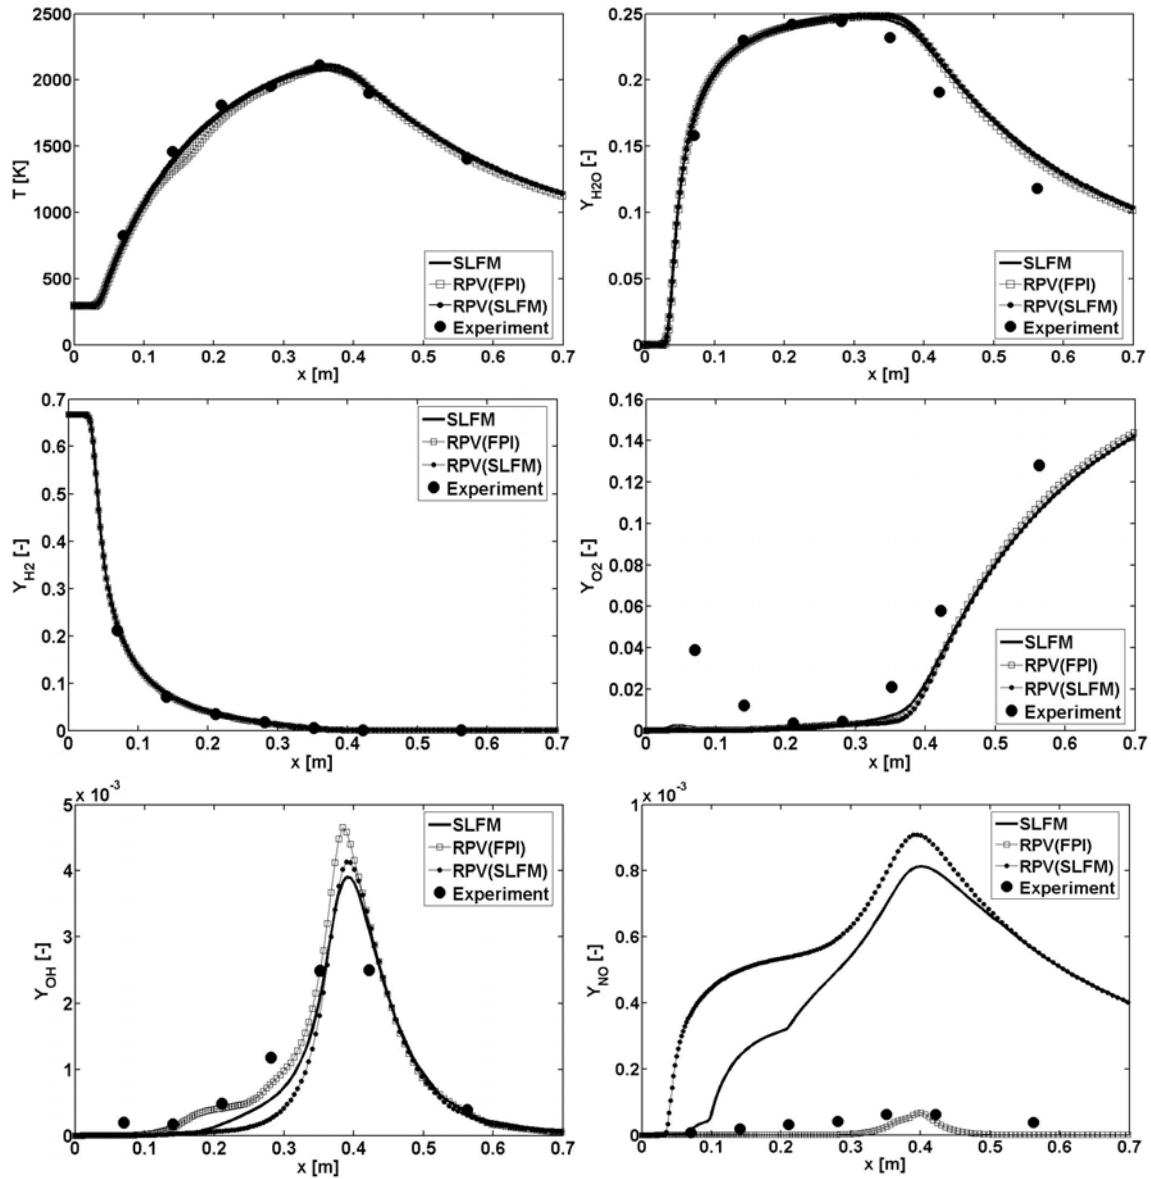 2500
2000
1500
1000
500
0
T [K]
SLFM
RPV(FPI)
RPV(SLFM)
Experiment
0 0.1 0.2 0.3 0.4 0.5 0.6 0.7
x [m]
0.25
0.2
0.15
0.1
0.05
0
Y_H2O [-]
SLFM
RPV(FPI)
RPV(SLFM)
Experiment
0 0.1 0.2 0.3 0.4 0.5 0.6 0.7
x [m]
0.7
0.6
0.5
0.4
0.3
0.2
0.1
0
Y_H2 [-]
SLFM
RPV(FPI)
RPV(SLFM)
Experiment
0 0.1 0.2 0.3 0.4 0.5 0.6 0.7
x [m]
0.16
0.14
0.12
0.1
0.08
0.06
0.04
0.02
0
Y_O2 [-]
SLFM
RPV(FPI)
RPV(SLFM)
Experiment
0 0.1 0.2 0.3 0.4 0.5 0.6 0.7
x [m]
x 10^-3
5
4
3
2
1
0
Y_OH [-]
SLFM
RPV(FPI)
RPV(SLFM)
Experiment
0 0.1 0.2 0.3 0.4 0.5 0.6 0.7
x [m]
x 10^-3
1
0.8
0.6
0.4
0.2
0
Y_NO [-]
SLFM
RPV(FPI)
RPV(SLFM)
Experiment
0 0.1 0.2 0.3 0.4 0.5 0.6 0.7
x [m]